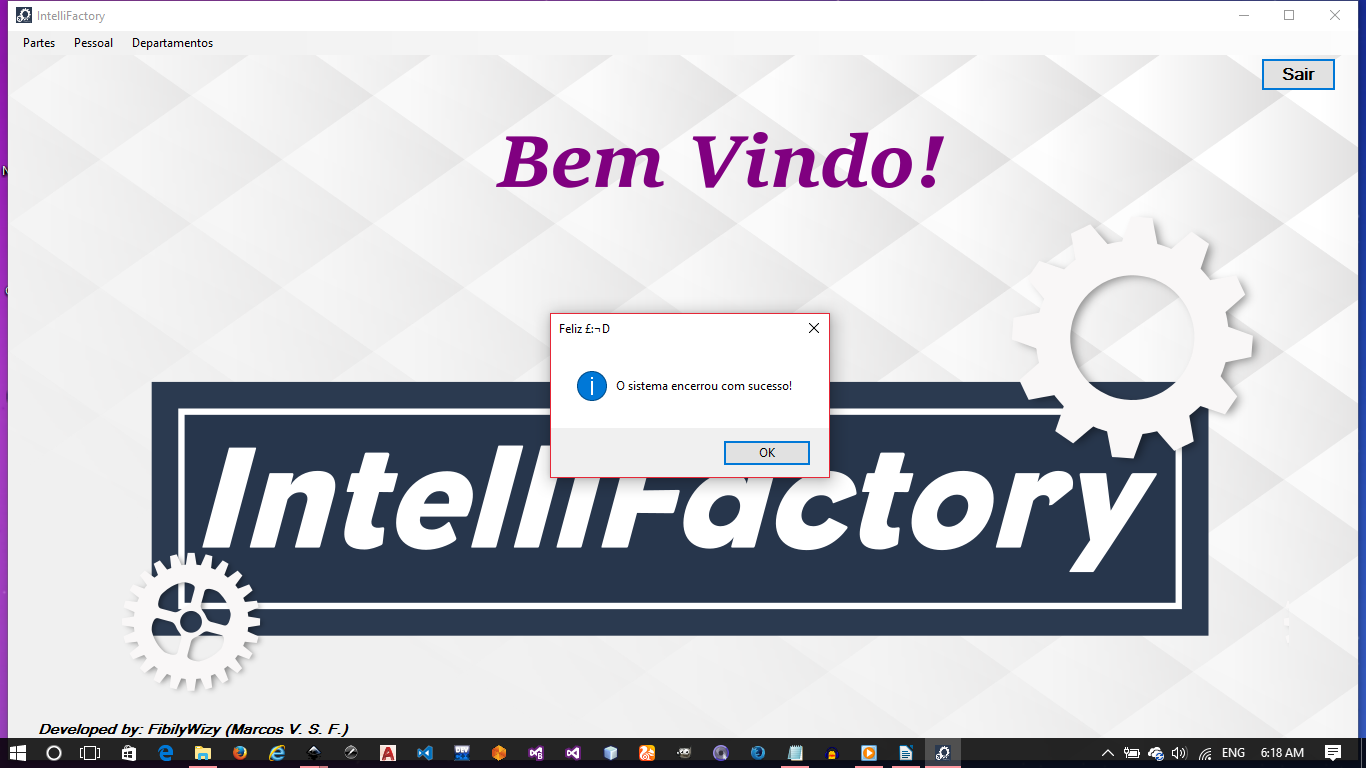 IntelliFactory
Partes Pessoal Departamentos
Sair
Bem Vindo!
Feliz £:¬D
O sistema encerrou com sucesso!
OK
IntelliFactory
Developed by: FibilyWizy (Marcos V. S. F.)
ENG 6:18 AM